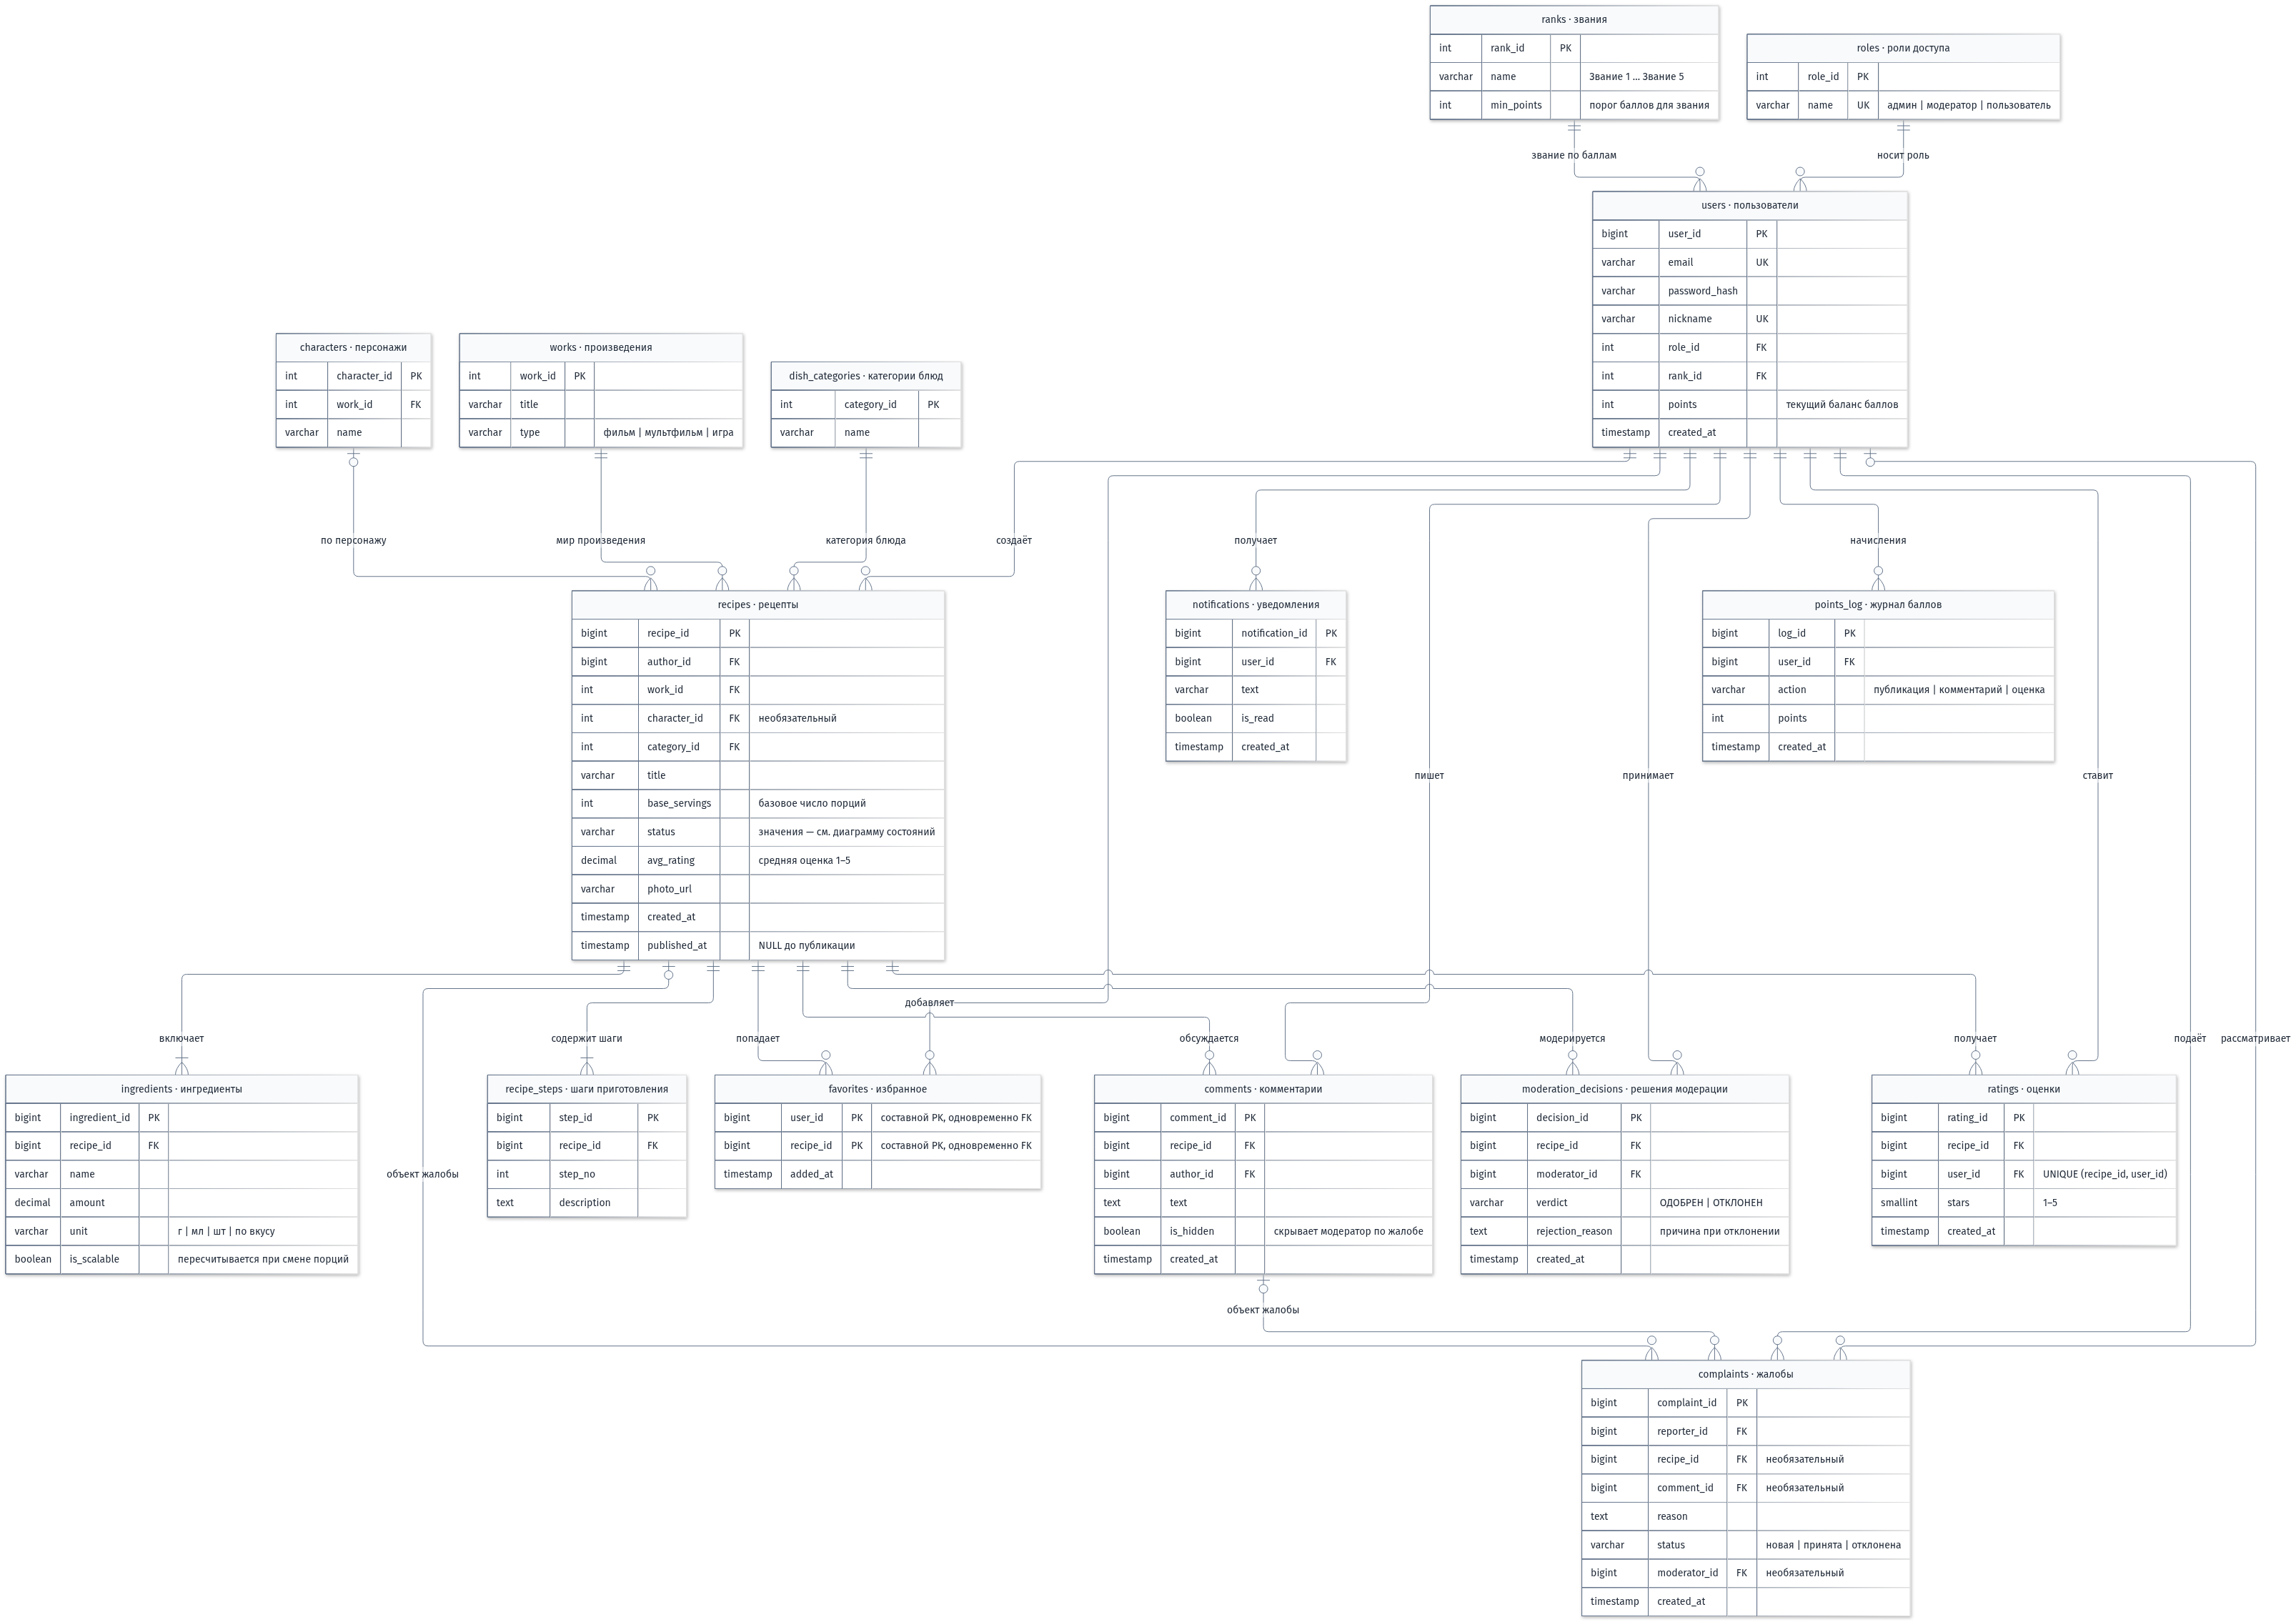 ranks · звания
int rank_id PK
varchar name Звание 1 ... Звание 5
int min_points порог баллов для звания
roles · роли доступа
int role_id PK
varchar name UK админ | модератор | пользователь
звание по баллам
носит роль
users · пользователи
bigint user_id PK
varchar email UK
varchar password_hash
varchar nickname UK
int role_id FK
int rank_id FK
int points текущий баланс баллов
timestamp created_at
characters · персонажи
int character_id PK
int work_id FK
varchar name
works · произведения
int work_id PK
varchar title
varchar type фильм | мультфильм | игра
dish_categories · категории блюд
int category_id PK
varchar name
по персонажу
мир произведения
категория блюда
создаёт
получает
начисления
recipes · рецепты
bigint recipe_id PK
bigint author_id FK
int work_id FK
int character_id FK необязательный
int category_id FK
varchar title
int base_servings базовое число порций
varchar status значения — см. диаграмму состояний
decimal avg_rating средняя оценка 1–5
varchar photo_url
timestamp created_at
timestamp published_at NULL до публикации
notifications · уведомления
bigint notification_id PK
bigint user_id FK
varchar text
boolean is_read
timestamp created_at
points_log · журнал баллов
bigint log_id PK
bigint user_id FK
varchar action публикация | комментарий | оценка
int points
timestamp created_at
пишет
принимает
ставит
добавляет
включает
содержит шаги
попадает
обсуждается
модерируется
получает
подаёт
рассматривает
ingredients · ингредиенты
bigint ingredient_id PK
bigint recipe_id FK
varchar name
decimal amount
varchar unit г | мл | шт | по вкусу
boolean is_scalable пересчитывается при смене порций
объект жалобы
recipe_steps · шаги приготовления
bigint step_id PK
bigint recipe_id FK
int step_no
text description
favorites · избранное
bigint user_id PK составной PK, одновременно FK
bigint recipe_id PK составной PK, одновременно FK
timestamp added_at
comments · комментарии
bigint comment_id PK
bigint recipe_id FK
bigint author_id FK
text text
boolean is_hidden скрывает модератор по жалобе
timestamp created_at
moderation_decisions · решения модерации
bigint decision_id PK
bigint recipe_id FK
bigint moderator_id FK
varchar verdict ОДОБРЕН | ОТКЛОНЕН
text rejection_reason причина при отклонении
timestamp created_at
ratings · оценки
bigint rating_id PK
bigint recipe_id FK
bigint user_id FK UNIQUE (recipe_id, user_id)
smallint stars 1–5
timestamp created_at
объект жалобы
complaints · жалобы
bigint complaint_id PK
bigint reporter_id FK
bigint recipe_id FK необязательный
bigint comment_id FK необязательный
text reason
varchar status новая | принята | отклонена
bigint moderator_id FK необязательный
timestamp created_at